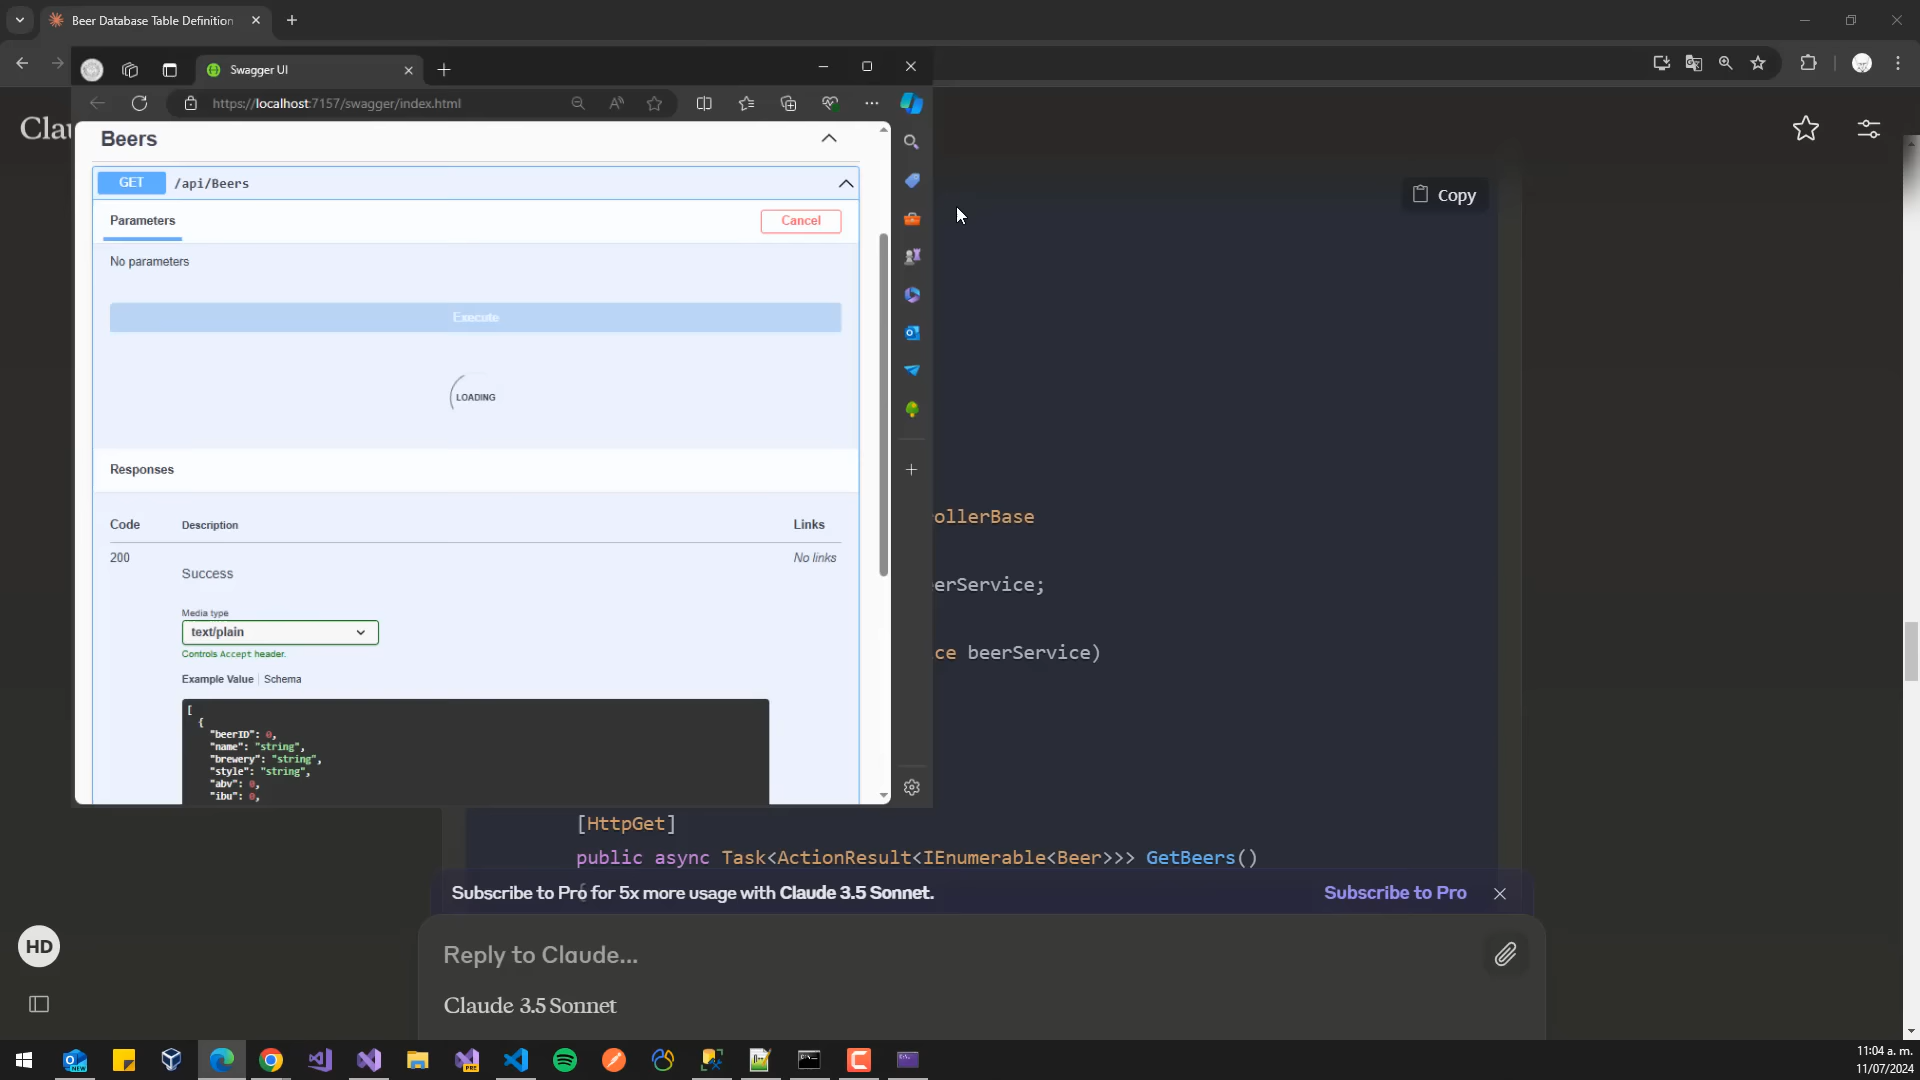 Beer Database Table Definition
Swagger UI
https://localhost:7157/swagger/index.html
Clau
Beers
GET /api/Beers
Copy
Parameters
Cancel
No parameters
Execute
LOADING
Responses
Code Description Links
ollerBase
200 No links
Success
erService;
Media type
text/plain
Controls Accept header.
ce beerService)
Example Value Schema
[
{
"beerID": 0,
"name": "string",
"brewery": "string",
"style": "string",
"abv": 0,
"ibu": 0,
[HttpGet]
public async Task<ActionResult<IEnumerable<Beer>>> GetBeers()
{
Subscribe to Pro for 5x more usage with Claude 3.5 Sonnet.
Subscribe to Pro
HD
Reply to Claude...
Claude 3.5 Sonnet
NEW
PRE
11:04 a. m.
11/07/2024